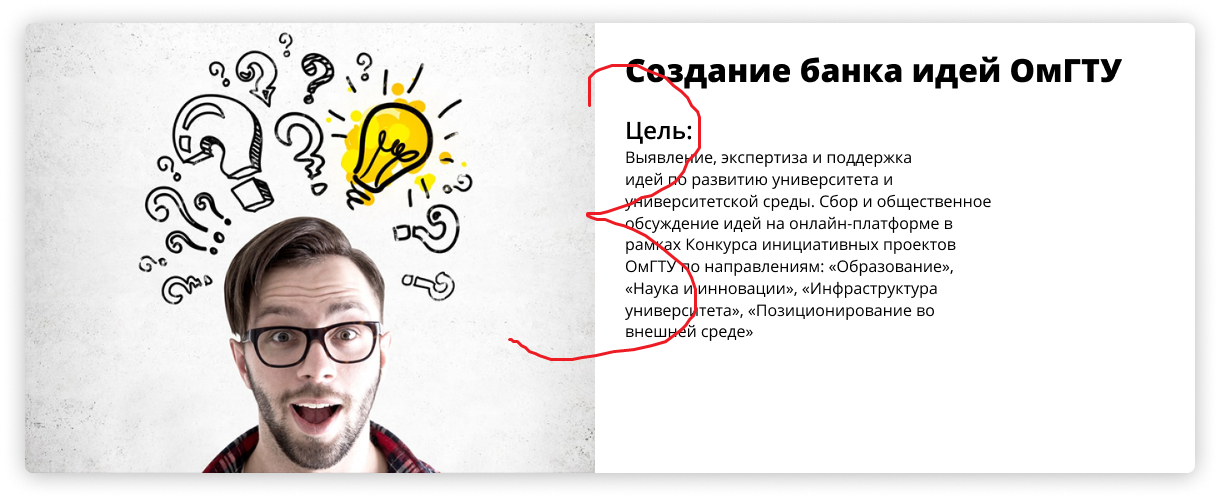 Создание банка идей ОмГТУ
Цель:
Выявление, экспертиза и поддержка
идей по развитию университета и
университетской среды. Сбор и общественное
обсуждение идей на онлайн-платформе в
рамках Конкурса инициативных проектов
ОмГТУ по направлениям: «Образование»,
«Наука и инновации», «Инфраструктура
университета», «Позиционирование во
внешней среде»